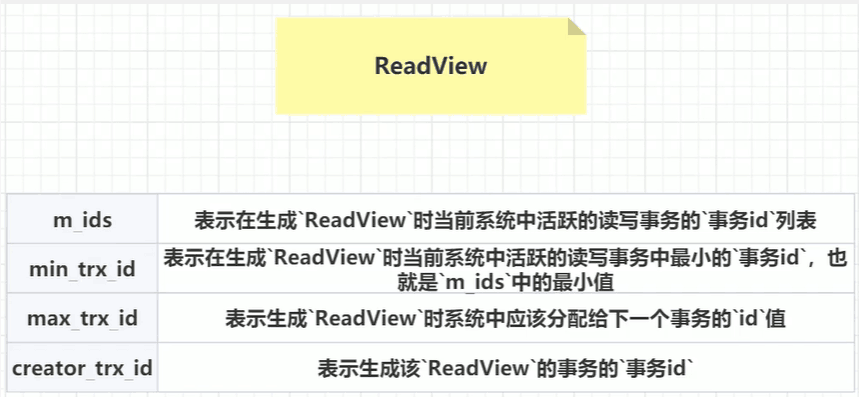 ReadView
m_ids
表示在生成`ReadView`时当前系统中活跃的读写事务的`事务id`列表
min_trx_id
表示在生成`ReadView`时当前系统中活跃的读写事务中最小的`事务id`，也
就是`m_ids`中的最小值
max_trx_id
表示生成`ReadView`时系统中应该分配给下一个事务的`id`值
creator_trx_id
表示生成该`ReadView`的事务的`事务id`